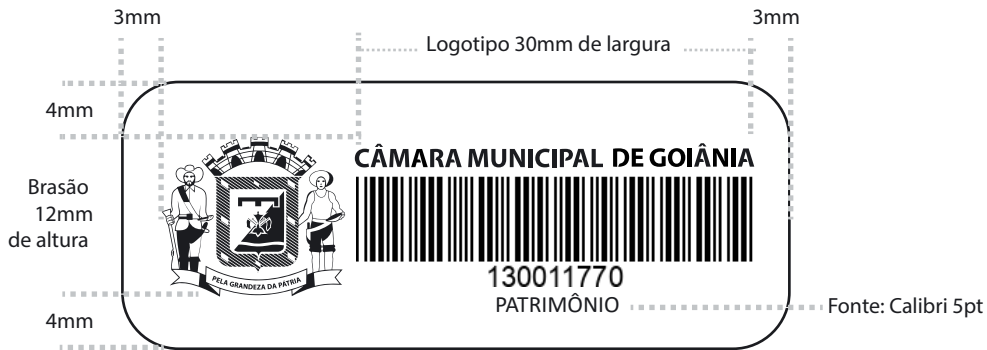 3mm
3mm
Logotipo 30mm de largura
4mm
CÂMARA MUNICIPAL DE GOIÂNIA
Brasão
12mm
de altura
PELA GRANDEZA DA PÁTRIA
130011770
PATRIMÔNIO
Fonte: Calibri 5pt
4mm